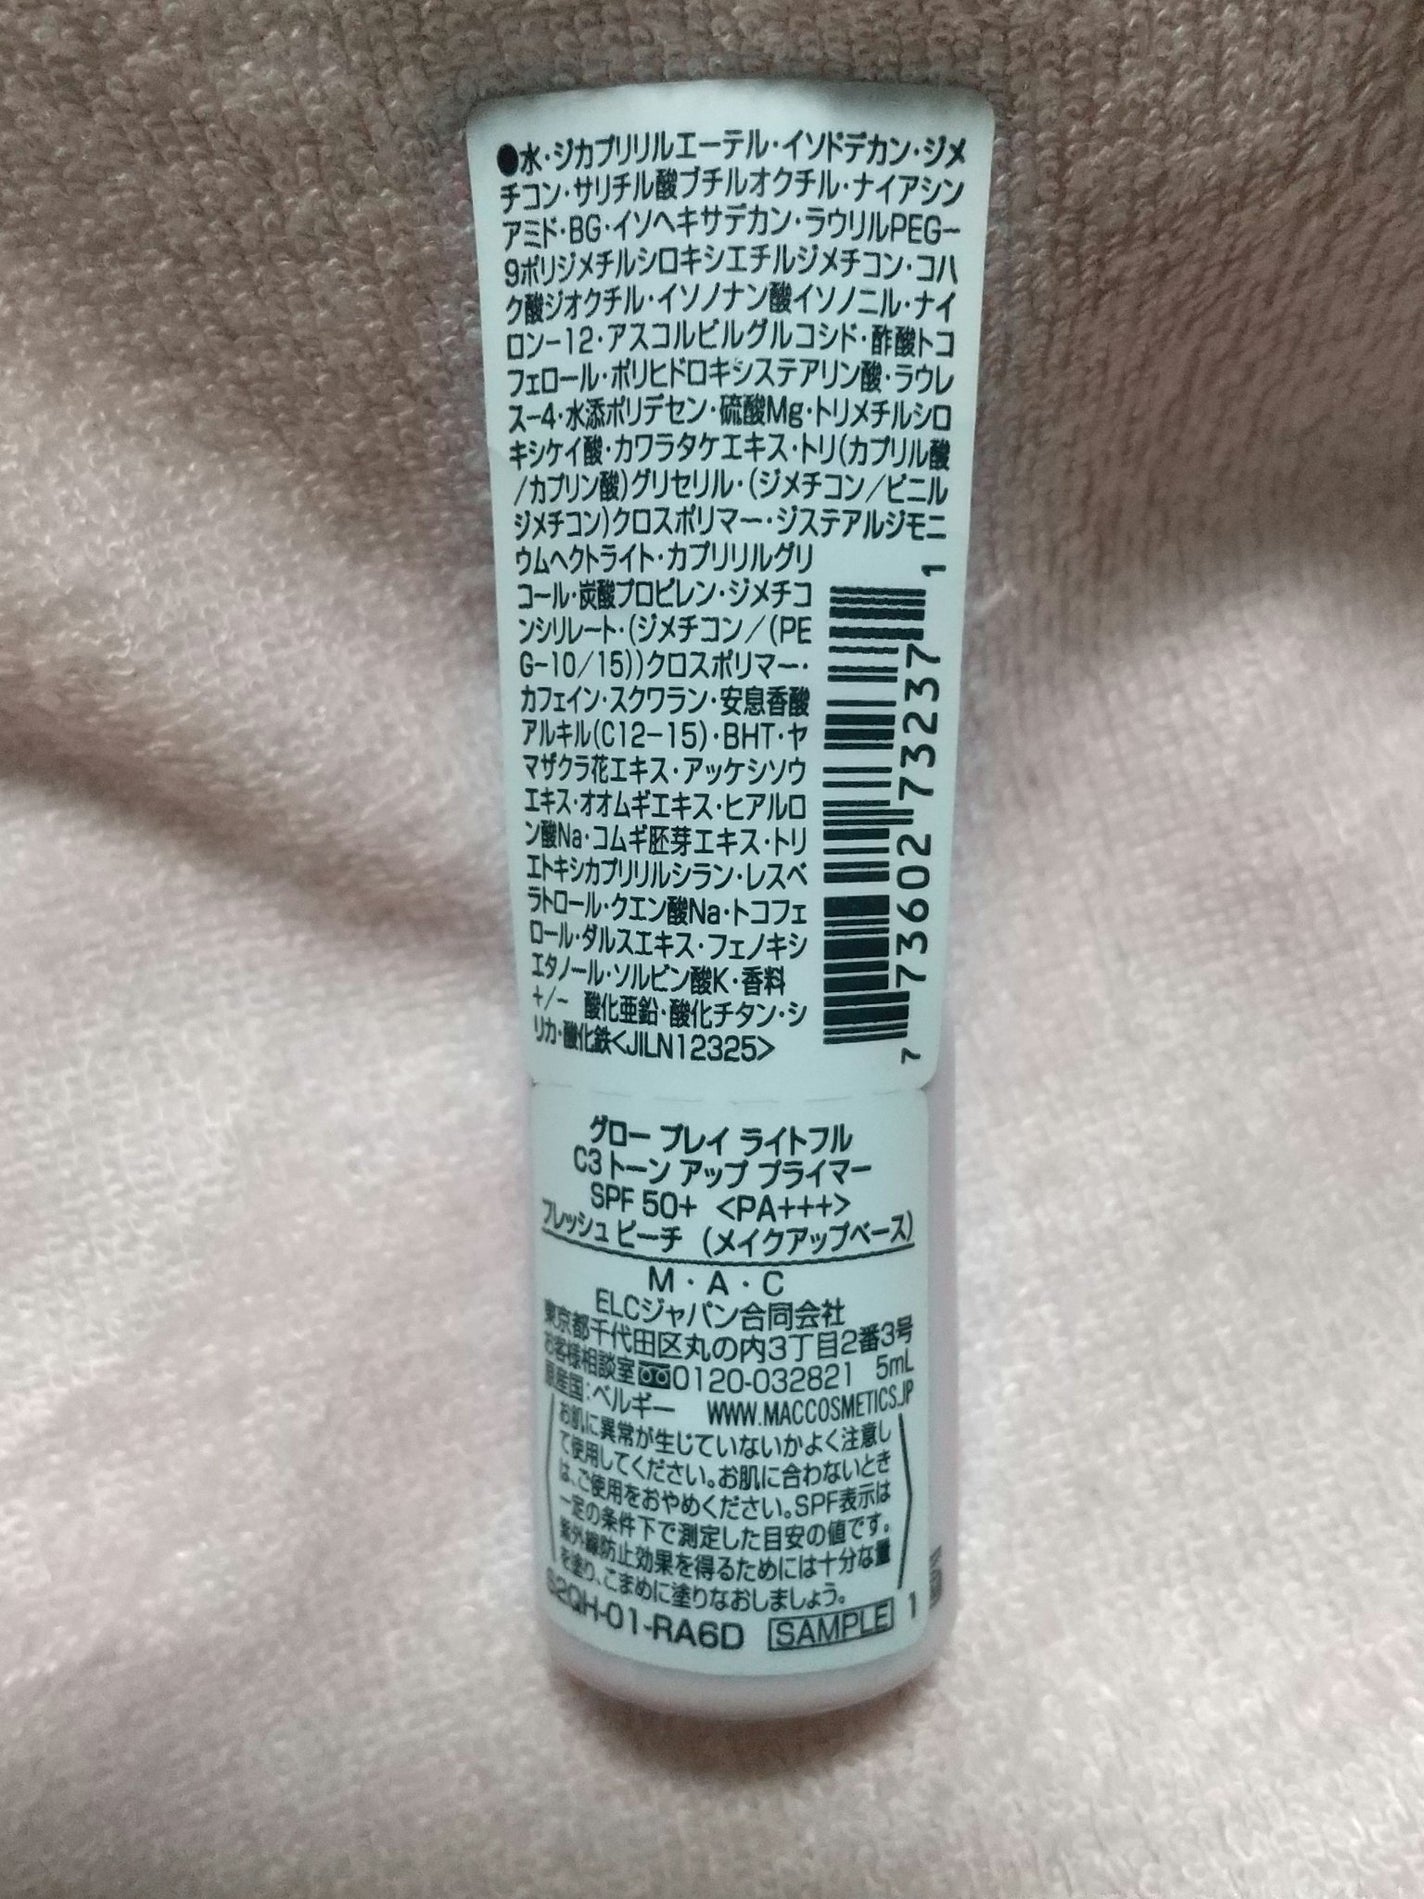 ●水・ジカプリリルエーテル・イソドデカン・ジメ
チコン・サリチル酸ブチルオクチル・ナイアシン
アミド・BG・イソヘキサデカン・ラウリルPEG-
9ポリジメチルシロキシエチルジメチコン・コハ
ク酸ジオクチル・イソノナン酸イソノニル・ナイ
ロン-12・アスコルビルグルコシド・酢酸トコ
フェロール・ポリヒドロキシステアリン酸・ラウレ
ス-4・水添ポリデセン・硫酸Mg・トリメチルシロ
キシケイ酸・カワラタケエキス・トリ(カプリル酸
/カプリン酸)グリセリル・(ジメチコン/ビニル
ジメチコン)クロスポリマー・ジステアルジモニ
ウムヘクトライト・カプリリルグリ
コール・炭酸プロピレン・ジメチコ
ンシリレート・(ジメチコン/(PE
G-10/15))クロスポリマー・
カフェイン・スクワラン・安息香酸
アルキル(C12-15)・BHT・ヤ
マザクラ花エキス・アッケシソウ
エキス・オオムギエキス・ヒアルロ
ン酸Na・コムギ胚芽エキス・トリ
エトキシカプリリルシラン・レスベ
ラトロール・クエン酸Na・トコフェ
ロール・ダルスエキス・フェノキシ
エタノール・ソルビン酸K・香料
+/- 酸化亜鉛・酸化チタン・シ
リカ・酸化鉄<JILN12325>
7 73602 73237 1
グロー プレイ ライトフル
C3 トーン アップ プライマー
SPF 50+ <PA+++>
フレッシュ ピーチ (メイクアップベース)
M・A・C
ELCジャパン合同会社
東京都千代田区丸の内3丁目2番3号
お客様相談室 0120-032821 5mL
原産国：ベルギー WWW.MACCOSMETICS.JP
お肌に異常が生じていないかよく注意し
て使用してください。お肌に合わないとき
は、ご使用をおやめください。SPF表示は
一定の条件下で測定した目安の値です。
紫外線防止効果を得るためには十分な量
を塗り、こまめに塗りなおしましょう。
S2QH-01-RA6D SAMPLE 1